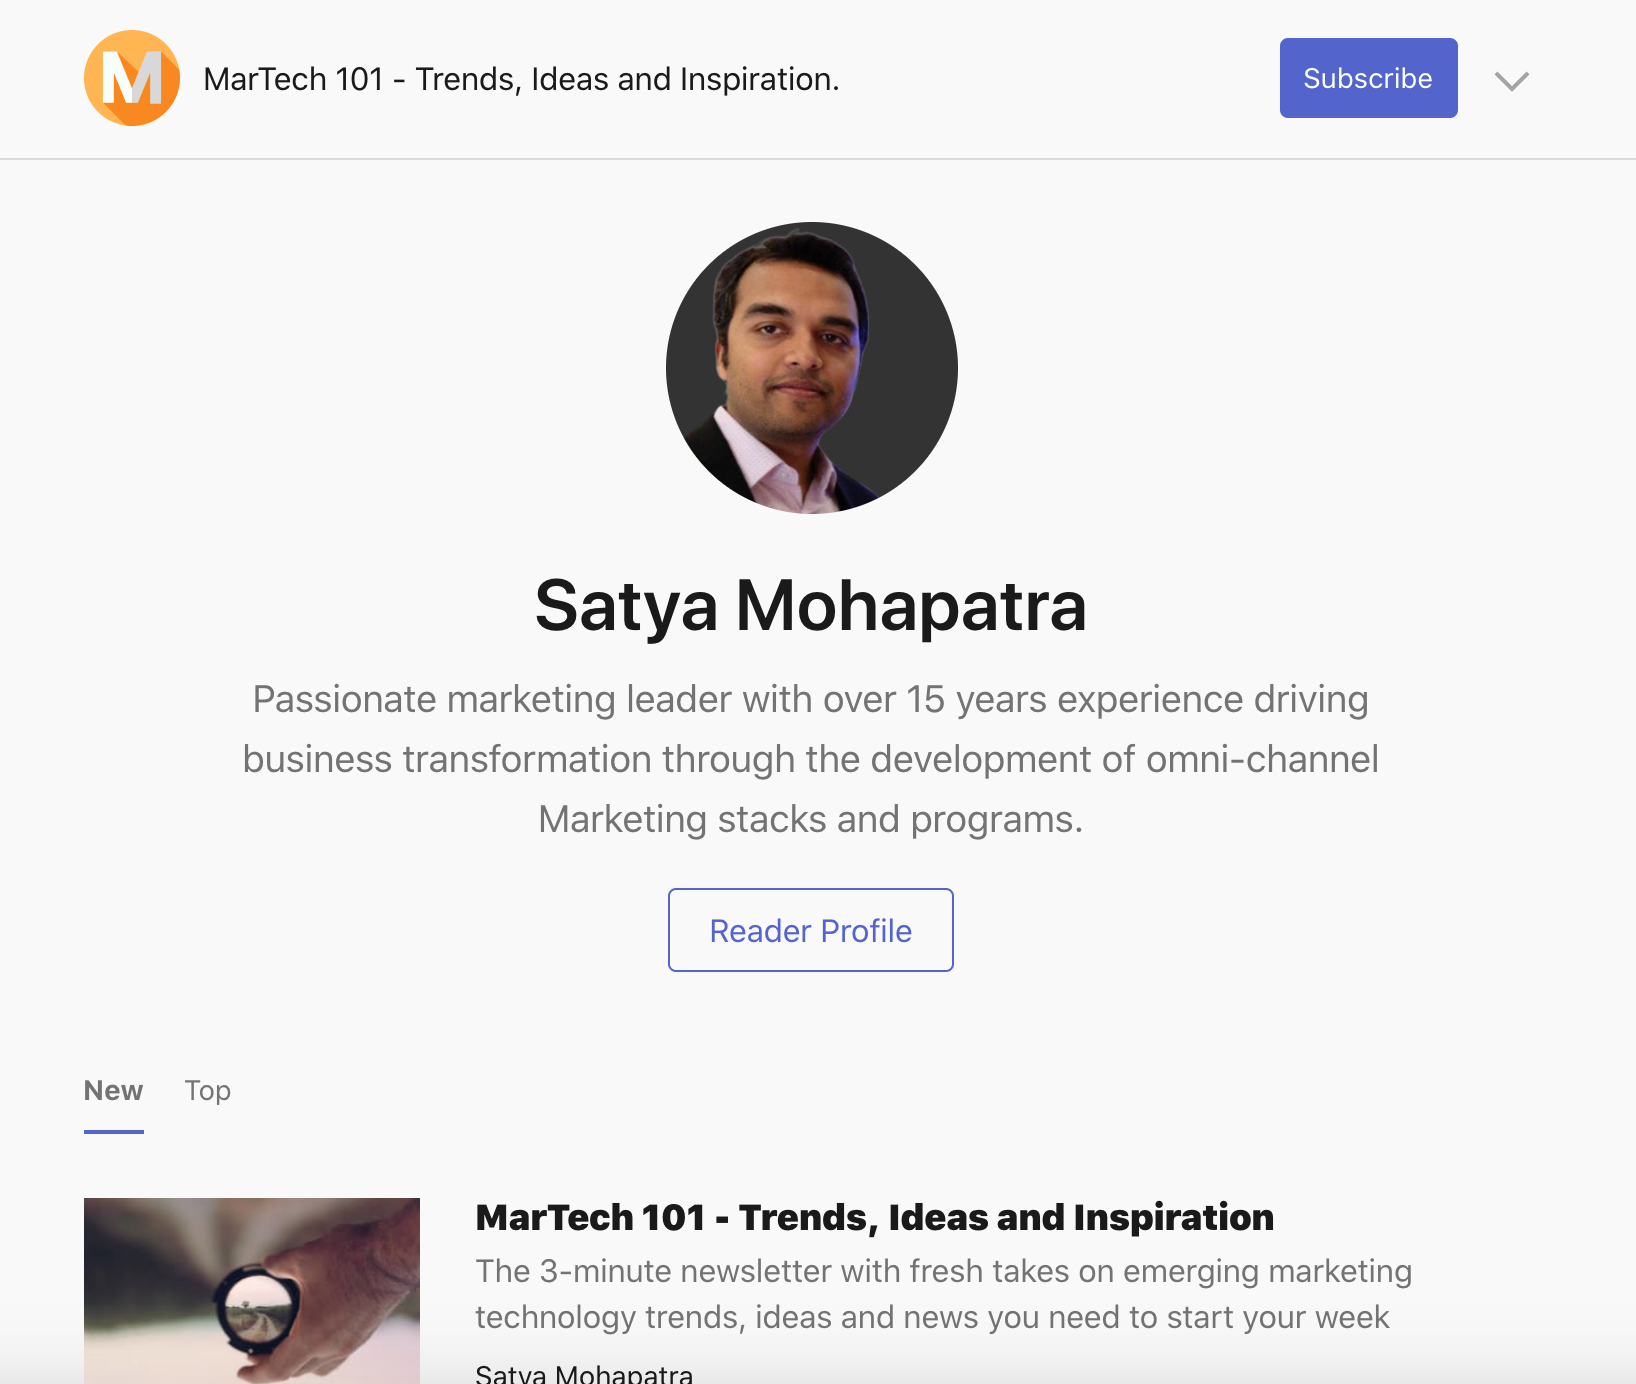 M
MarTech 101 - Trends, Ideas and Inspiration.
Subscribe
Satya Mohapatra
Passionate marketing leader with over 15 years experience driving
business transformation through the development of omni-channel
Marketing stacks and programs.
Reader Profile
New Top
MarTech 101 - Trends, Ideas and Inspiration
The 3-minute newsletter with fresh takes on emerging marketing
technology trends, ideas and news you need to start your week
Satya Mohapatra